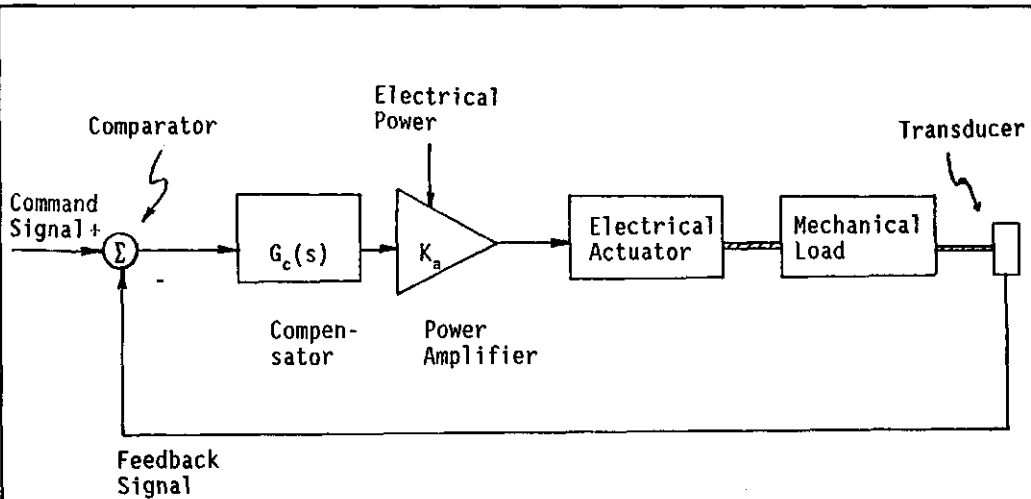 Electrical
Power
Comparator
Transducer
Command
Signal +
Σ
-
G_c(s)
K_a
Electrical
Actuator
Mechanical
Load
Compen-
sator
Power
Amplifier
Feedback
Signal